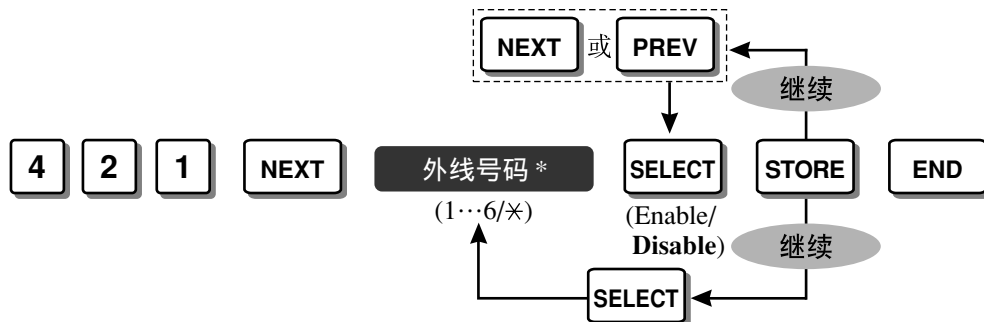 NEXT 或 PREV
继续
4 2 1 NEXT 外线号码* SELECT STORE END
(1···6/✳) (Enable/
Disable)
继续
SELECT